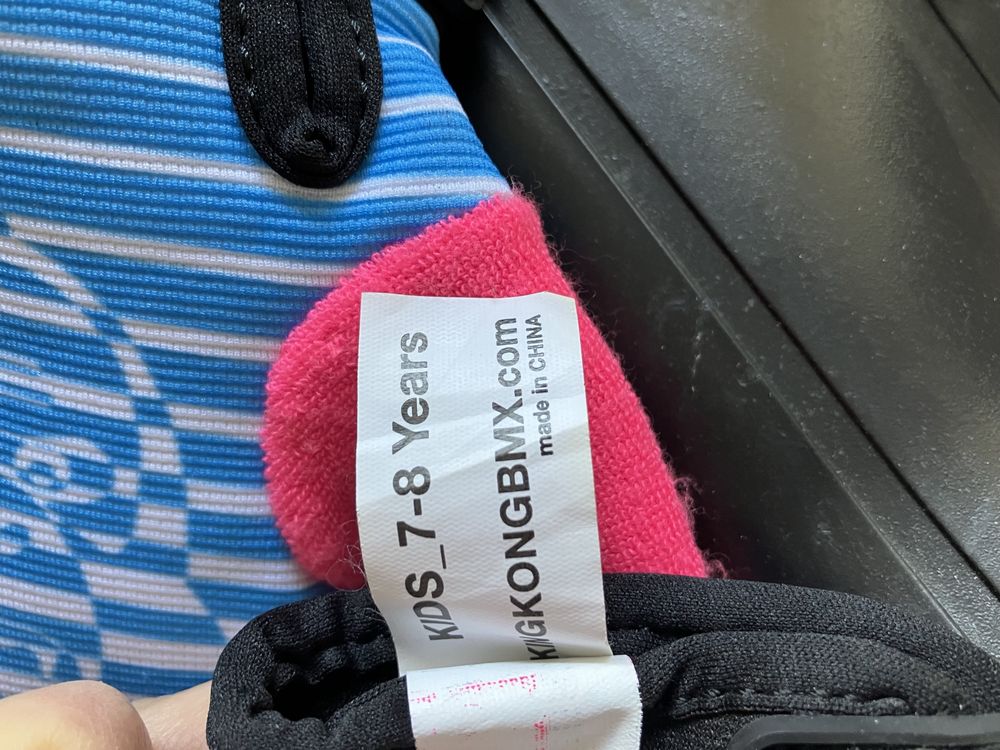 KIDS_7-8 Years
KINGKONGBMX.com
made in CHINA